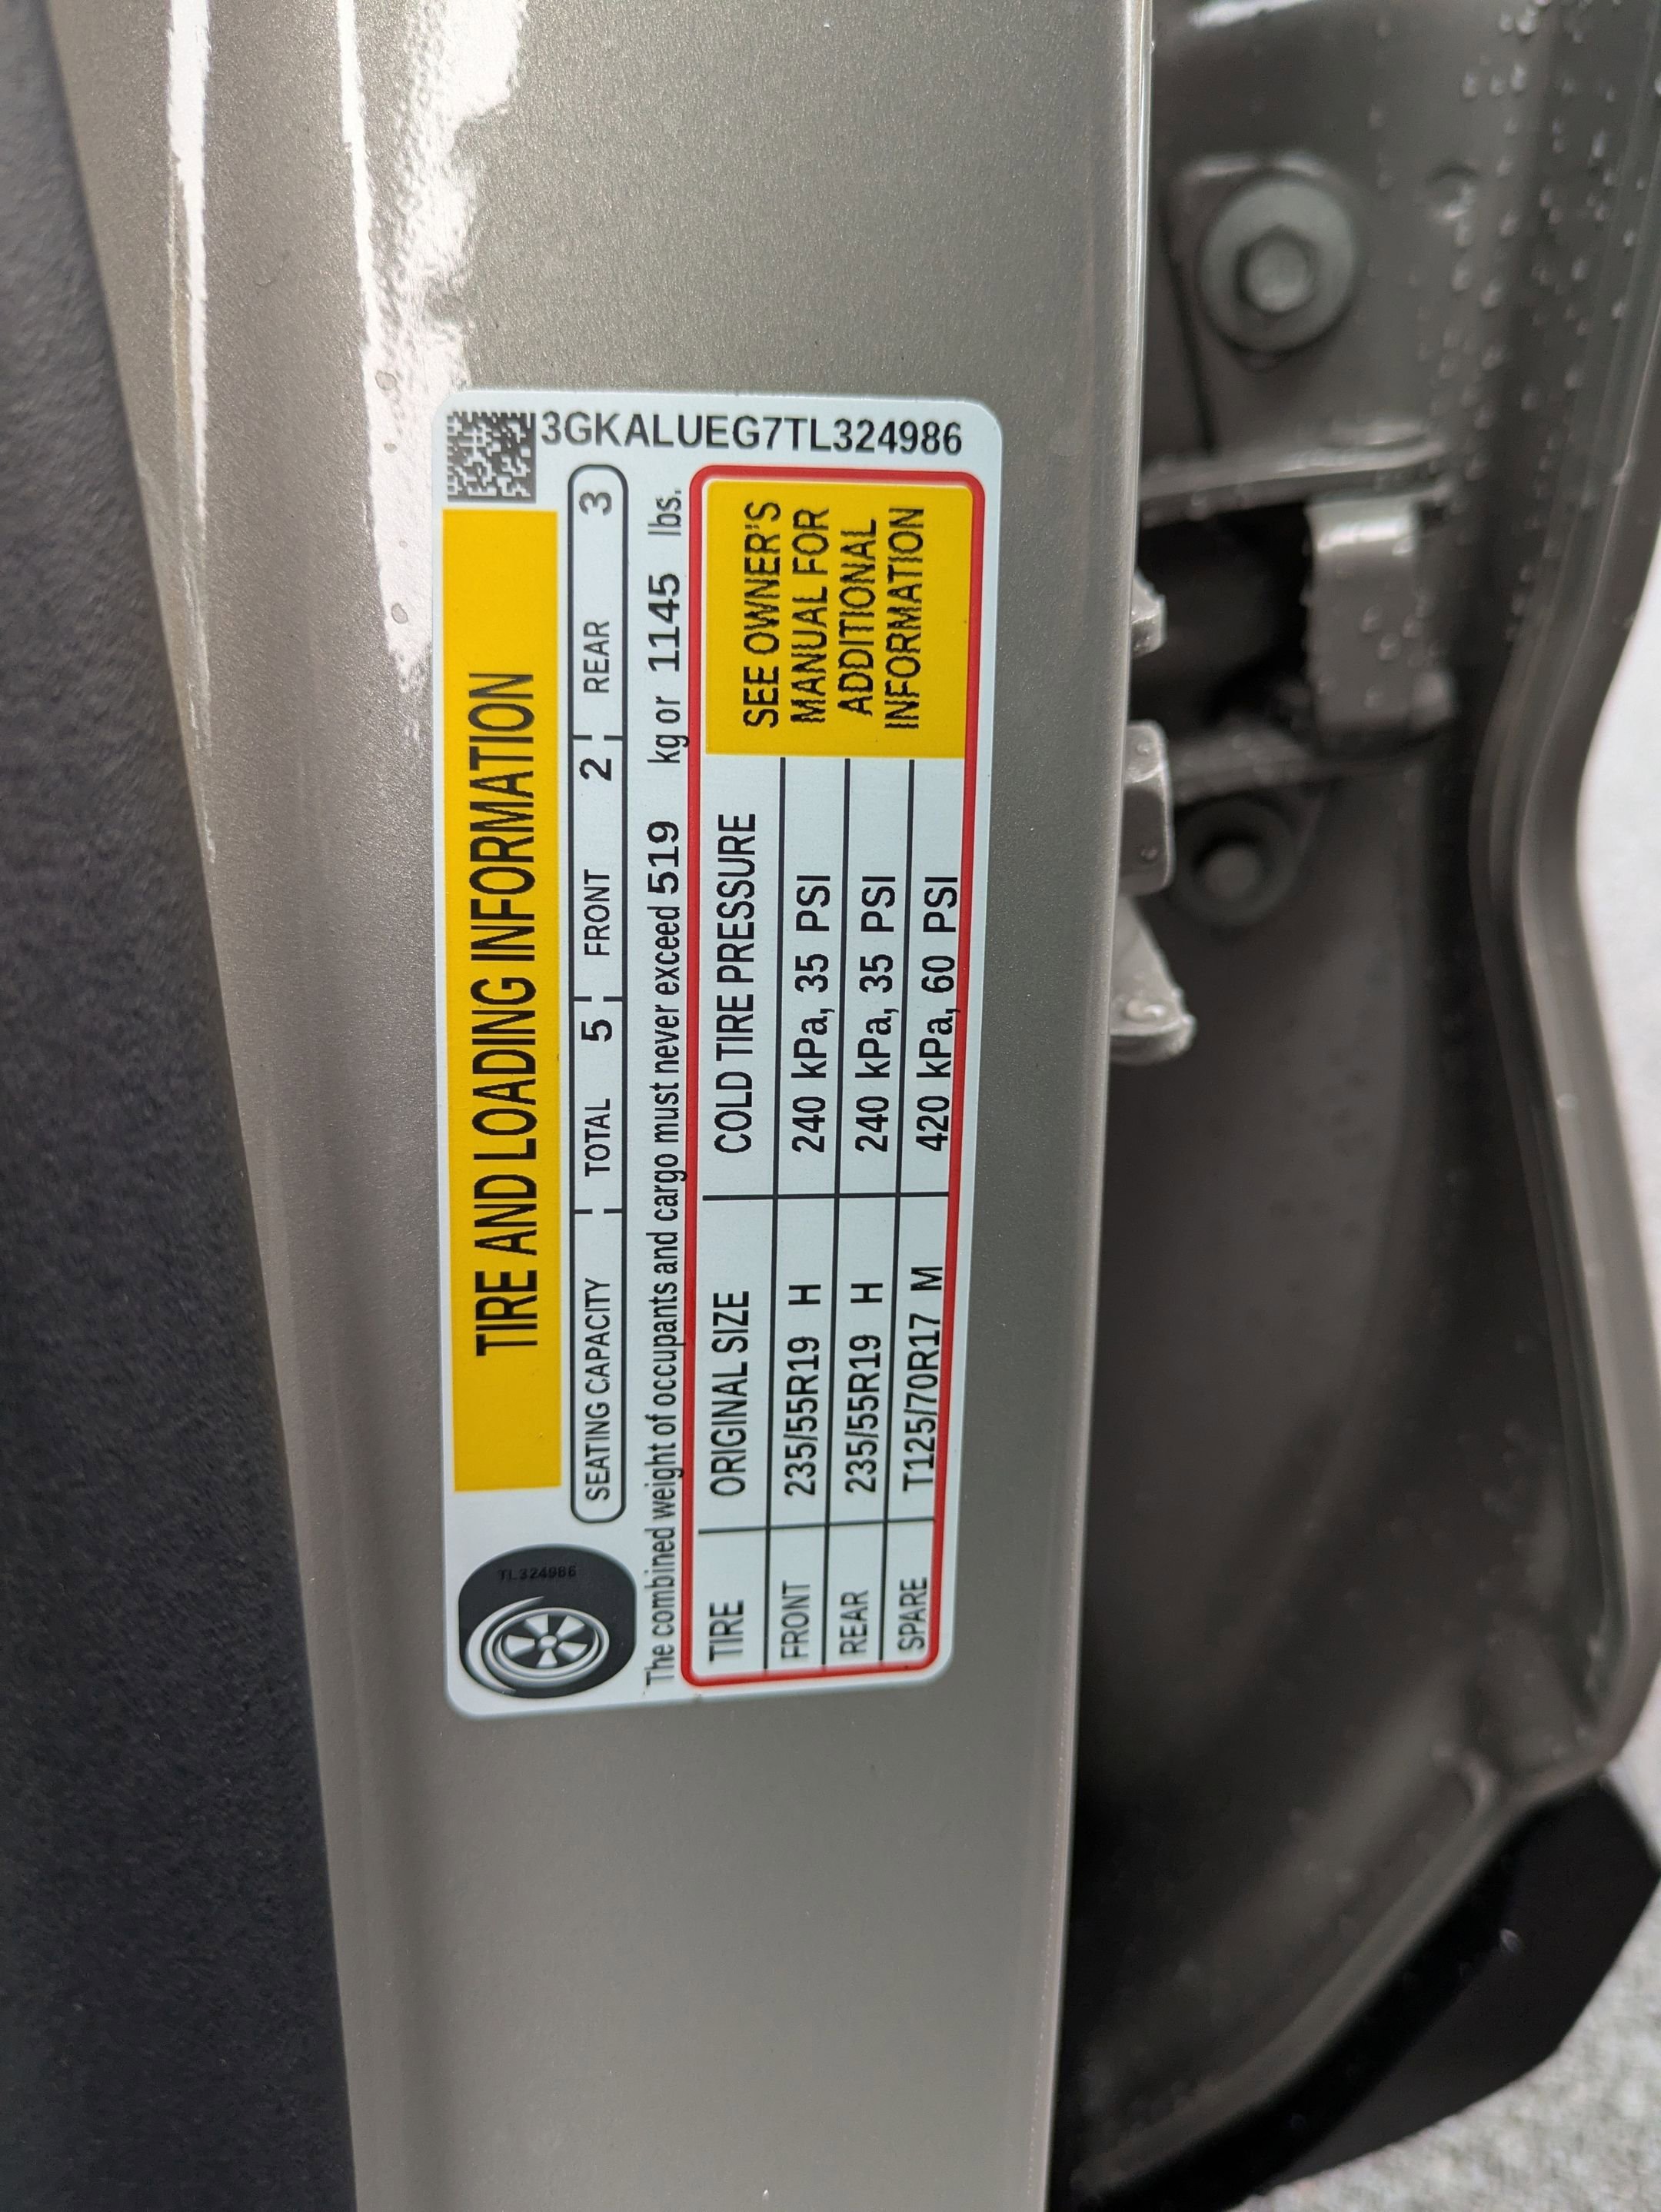 TIRE AND LOADING INFORMATION
3GKALUEG7TL324986
TL324986
SEATING CAPACITY TOTAL 5 FRONT 2 REAR 3
The combined weight of occupants and cargo must never exceed 519 kg or 1145 lbs.
TIRE ORIGINAL SIZE COLD TIRE PRESSURE
FRONT 235/55R19 H 240 kPa, 35 PSI
REAR 235/55R19 H 240 kPa, 35 PSI
SPARE T125/70R17 M 420 kPa, 60 PSI
SEE OWNER'S
MANUAL FOR
ADDITIONAL
INFORMATION